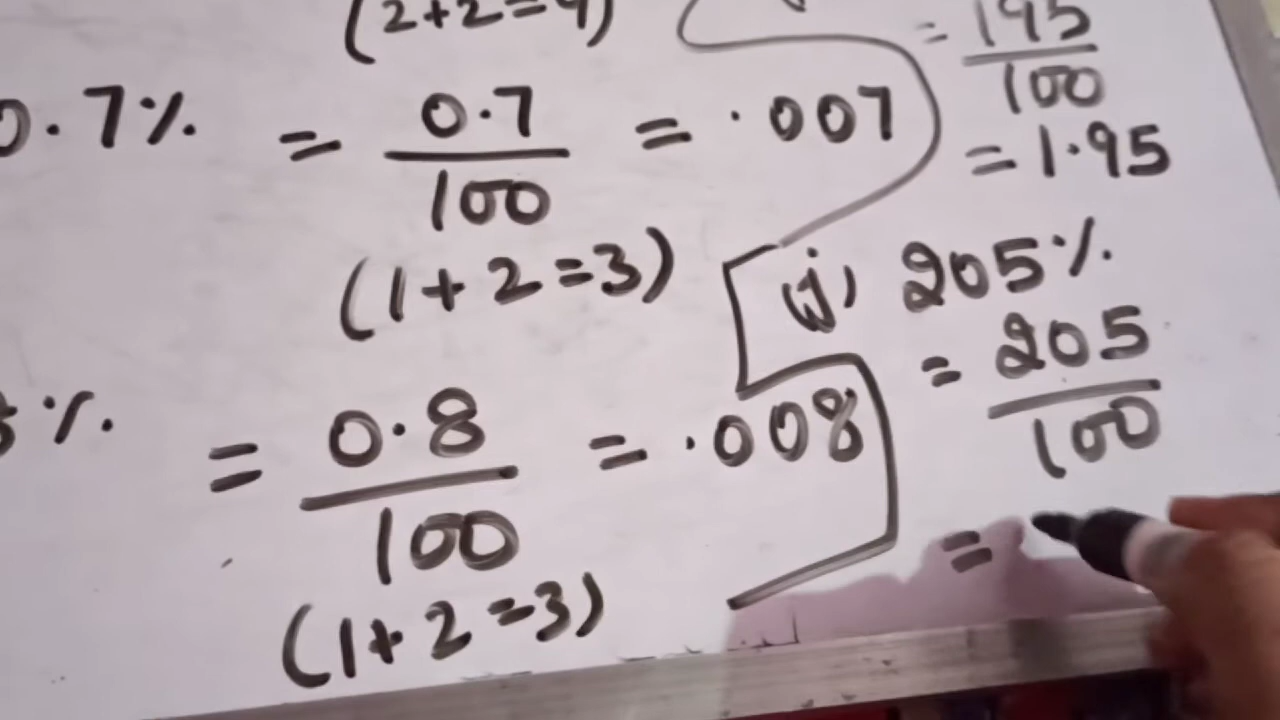 (2+2=4)
0.7% = 0.7/100 = .007
(1+2=3)
% = 0.8/100 = .008
(1+2=3)
= 195/100
= 1.95
(j) 205%
= 205/100
=